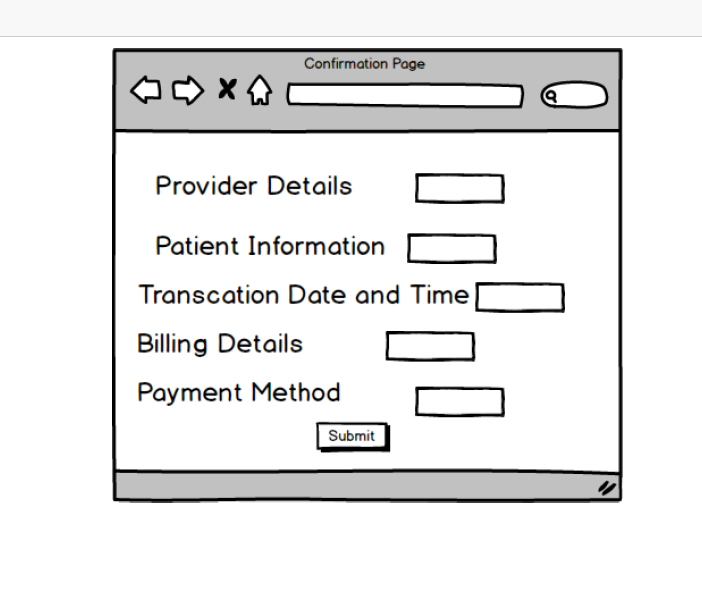 Confirmation Page
Provider Details
Patient Information
Transcation Date and Time
Billing Details
Payment Method
Submit